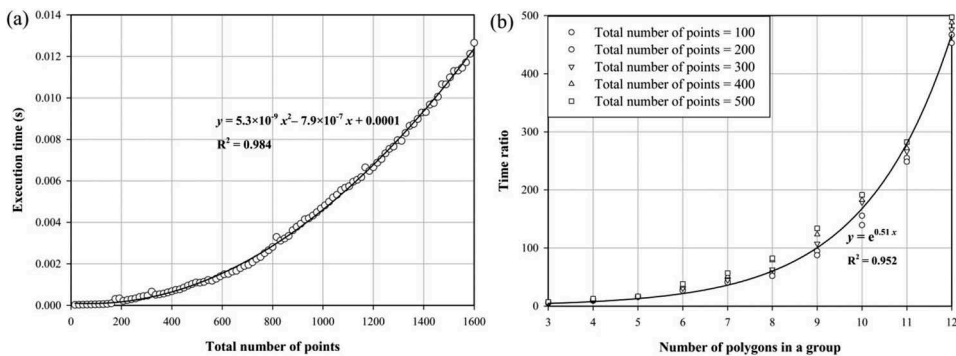 (a)
0.014
0.012
0.010
0.008
0.006
0.004
0.002
0.000
Execution time (s)
y = 5.3×10⁻⁹ x² – 7.9×10⁻⁷ x + 0.0001
R² = 0.984
0 200 400 600 800 1000 1200 1400 1600
Total number of points
(b)
500
400
300
200
100
0
Time ratio
Total number of points = 100
Total number of points = 200
Total number of points = 300
Total number of points = 400
Total number of points = 500
y = e^0.51 x
R² = 0.952
3 4 5 6 7 8 9 10 11 12
Number of polygons in a group